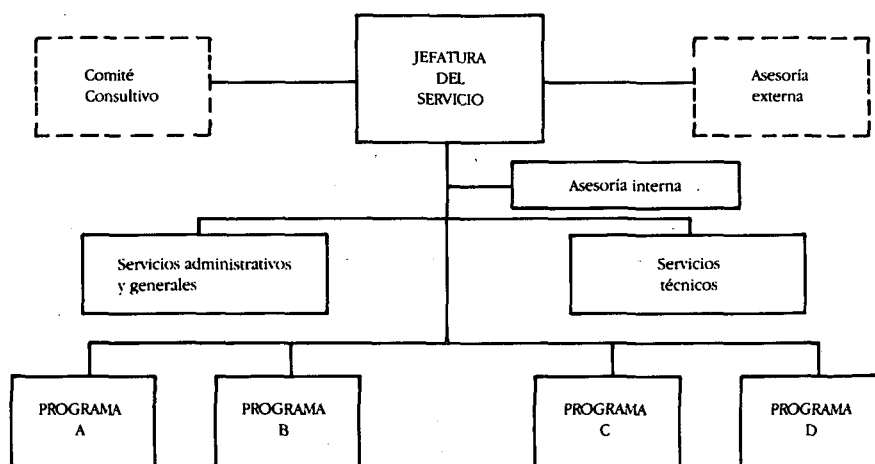 Comité
Consultivo
JEFATURA
DEL
SERVICIO
Asesoría
externa
Asesoría interna
Servicios administrativos
y generales
Servicios
técnicos
PROGRAMA
A
PROGRAMA
B
PROGRAMA
C
PROGRAMA
D